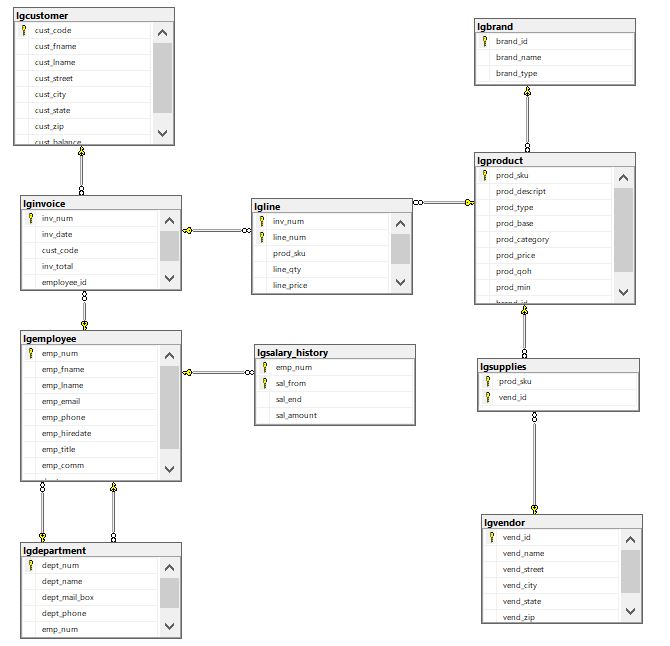 lgcustomer
cust_code
cust_fname
cust_lname
cust_street
cust_city
cust_state
cust_zip
cust_balance
lgbrand
brand_id
brand_name
brand_type
lginvoice
inv_num
inv_date
cust_code
inv_total
employee_id
lgline
inv_num
line_num
prod_sku
line_qty
line_price
lgproduct
prod_sku
prod_descript
prod_type
prod_base
prod_category
prod_price
prod_qoh
prod_min
brand_id
lgemployee
emp_num
emp_fname
emp_lname
emp_email
emp_phone
emp_hiredate
emp_title
emp_comm
lgsalary_history
emp_num
sal_from
sal_end
sal_amount
lgsupplies
prod_sku
vend_id
lgdepartment
dept_num
dept_name
dept_mail_box
dept_phone
emp_num
lgvendor
vend_id
vend_name
vend_street
vend_city
vend_state
vend_zip